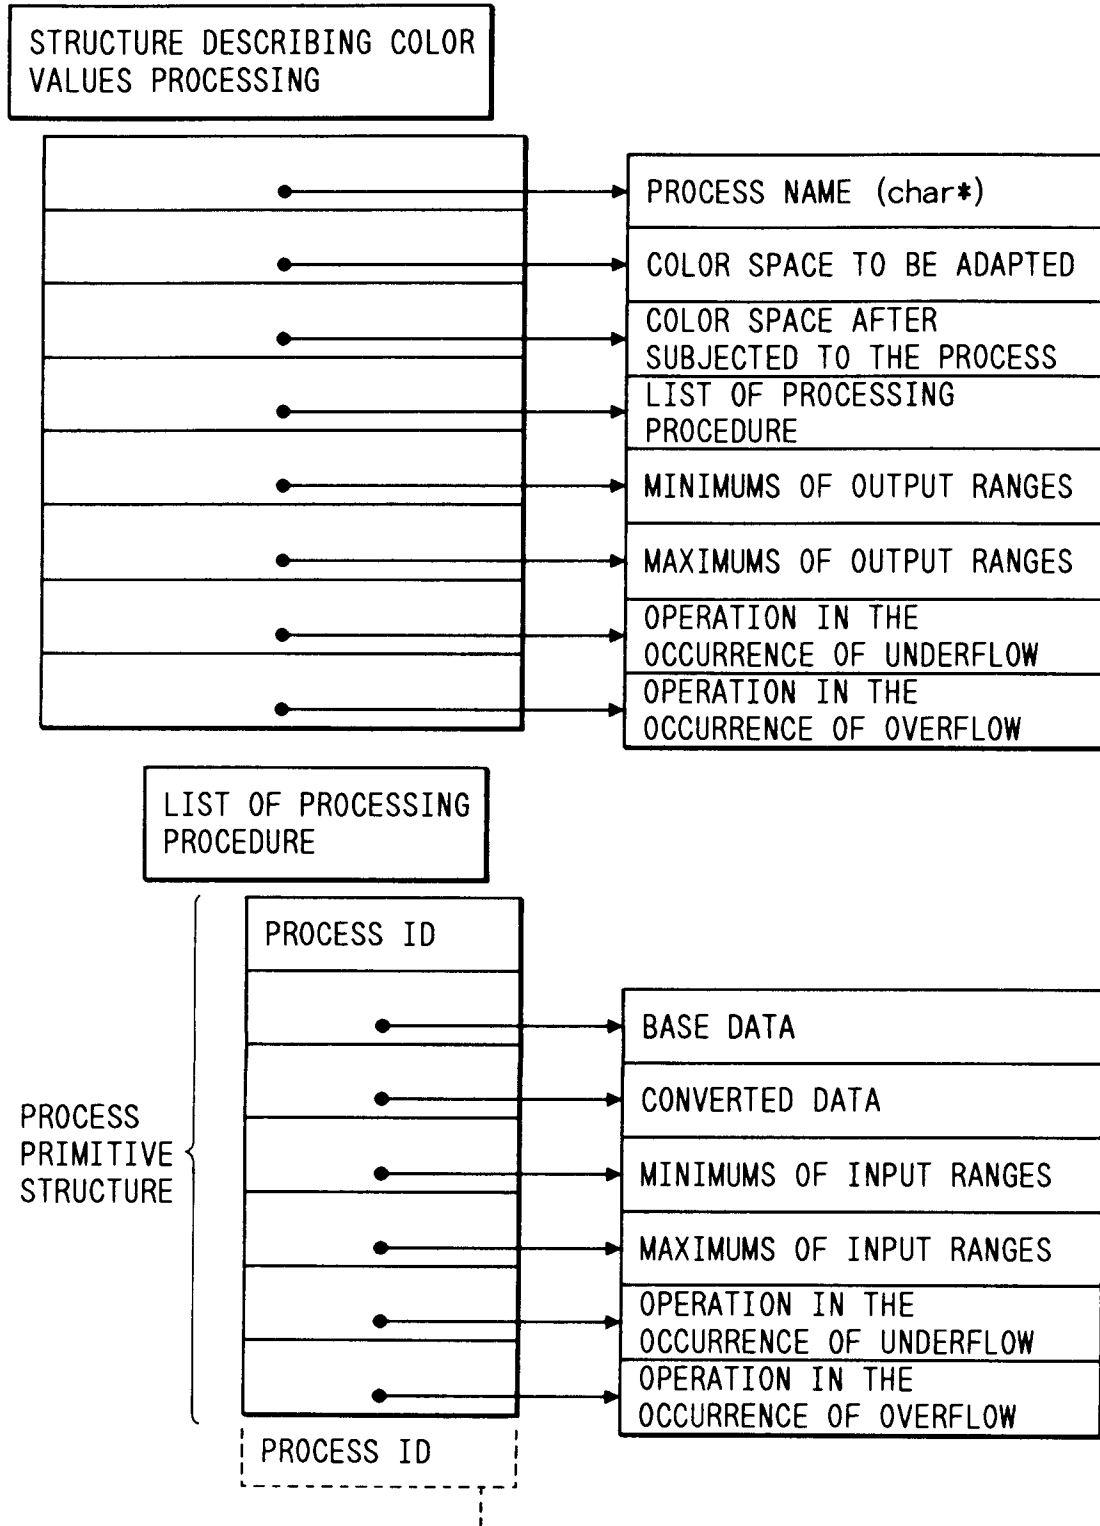 STRUCTURE DESCRIBING COLOR
VALUES PROCESSING
PROCESS NAME (char*)
COLOR SPACE TO BE ADAPTED
COLOR SPACE AFTER
SUBJECTED TO THE PROCESS
LIST OF PROCESSING
PROCEDURE
MINIMUMS OF OUTPUT RANGES
MAXIMUMS OF OUTPUT RANGES
OPERATION IN THE
OCCURRENCE OF UNDERFLOW
OPERATION IN THE
OCCURRENCE OF OVERFLOW
LIST OF PROCESSING
PROCEDURE
PROCESS ID
BASE DATA
CONVERTED DATA
PROCESS
PRIMITIVE
STRUCTURE
MINIMUMS OF INPUT RANGES
MAXIMUMS OF INPUT RANGES
OPERATION IN THE
OCCURRENCE OF UNDERFLOW
OPERATION IN THE
OCCURRENCE OF OVERFLOW
PROCESS ID